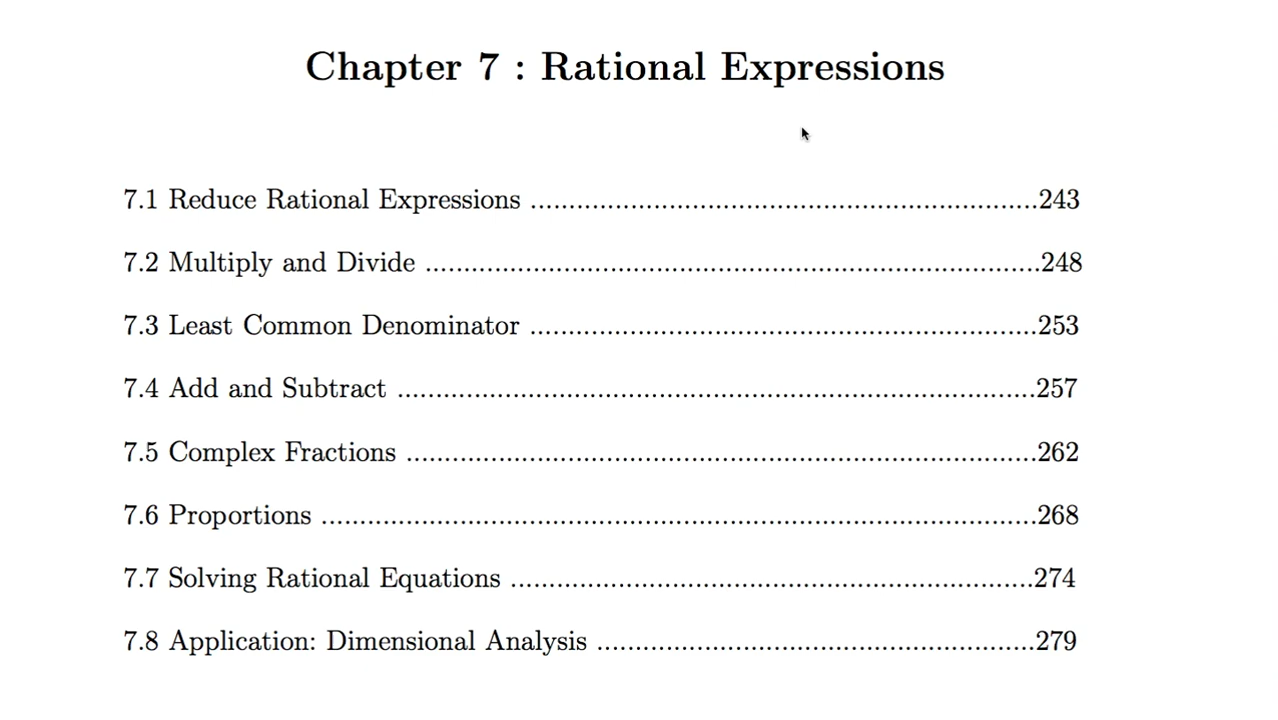 Chapter 7 : Rational Expressions
7.1 Reduce Rational Expressions ................................................................243
7.2 Multiply and Divide .............................................................................248
7.3 Least Common Denominator ................................................................253
7.4 Add and Subtract ................................................................................257
7.5 Complex Fractions ...............................................................................262
7.6 Proportions ..........................................................................................268
7.7 Solving Rational Equations ..................................................................274
7.8 Application: Dimensional Analysis .......................................................279